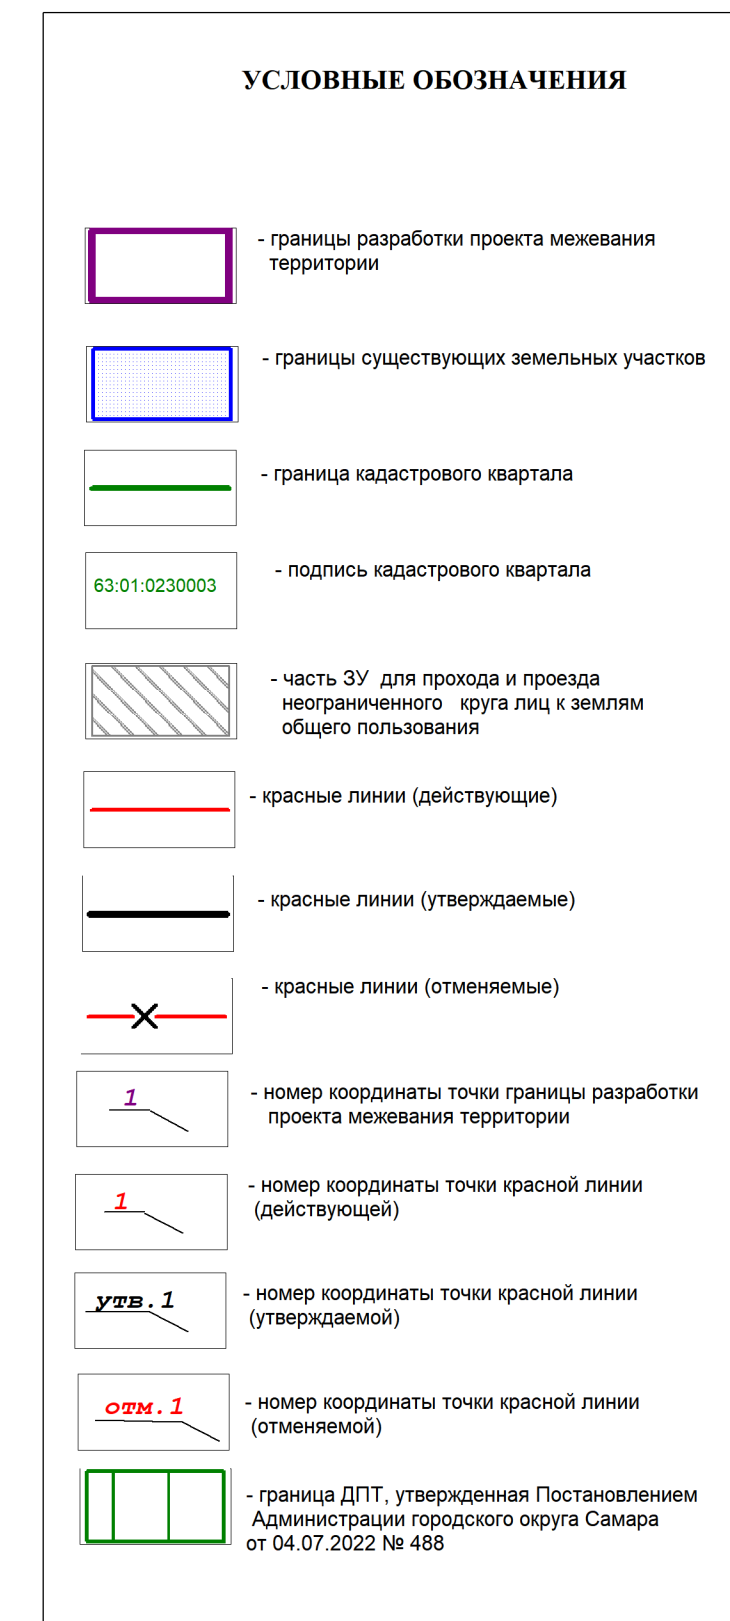 УСЛОВНЫЕ ОБОЗНАЧЕНИЯ
- границы разработки проекта межевания
территории
- границы существующих земельных участков
- граница кадастрового квартала
63:01:0230003
- подпись кадастрового квартала
- часть ЗУ для прохода и проезда
неограниченного круга лиц к землям
общего пользования
- красные линии (действующие)
- красные линии (утверждаемые)
- красные линии (отменяемые)
1
- номер координаты точки границы разработки
проекта межевания территории
1
- номер координаты точки красной линии
(действующей)
утв.1
- номер координаты точки красной линии
(утверждаемой)
отм.1
- номер координаты точки красной линии
(отменяемой)
- граница ДПТ, утвержденная Постановлением
Администрации городского округа Самара
от 04.07.2022 № 488